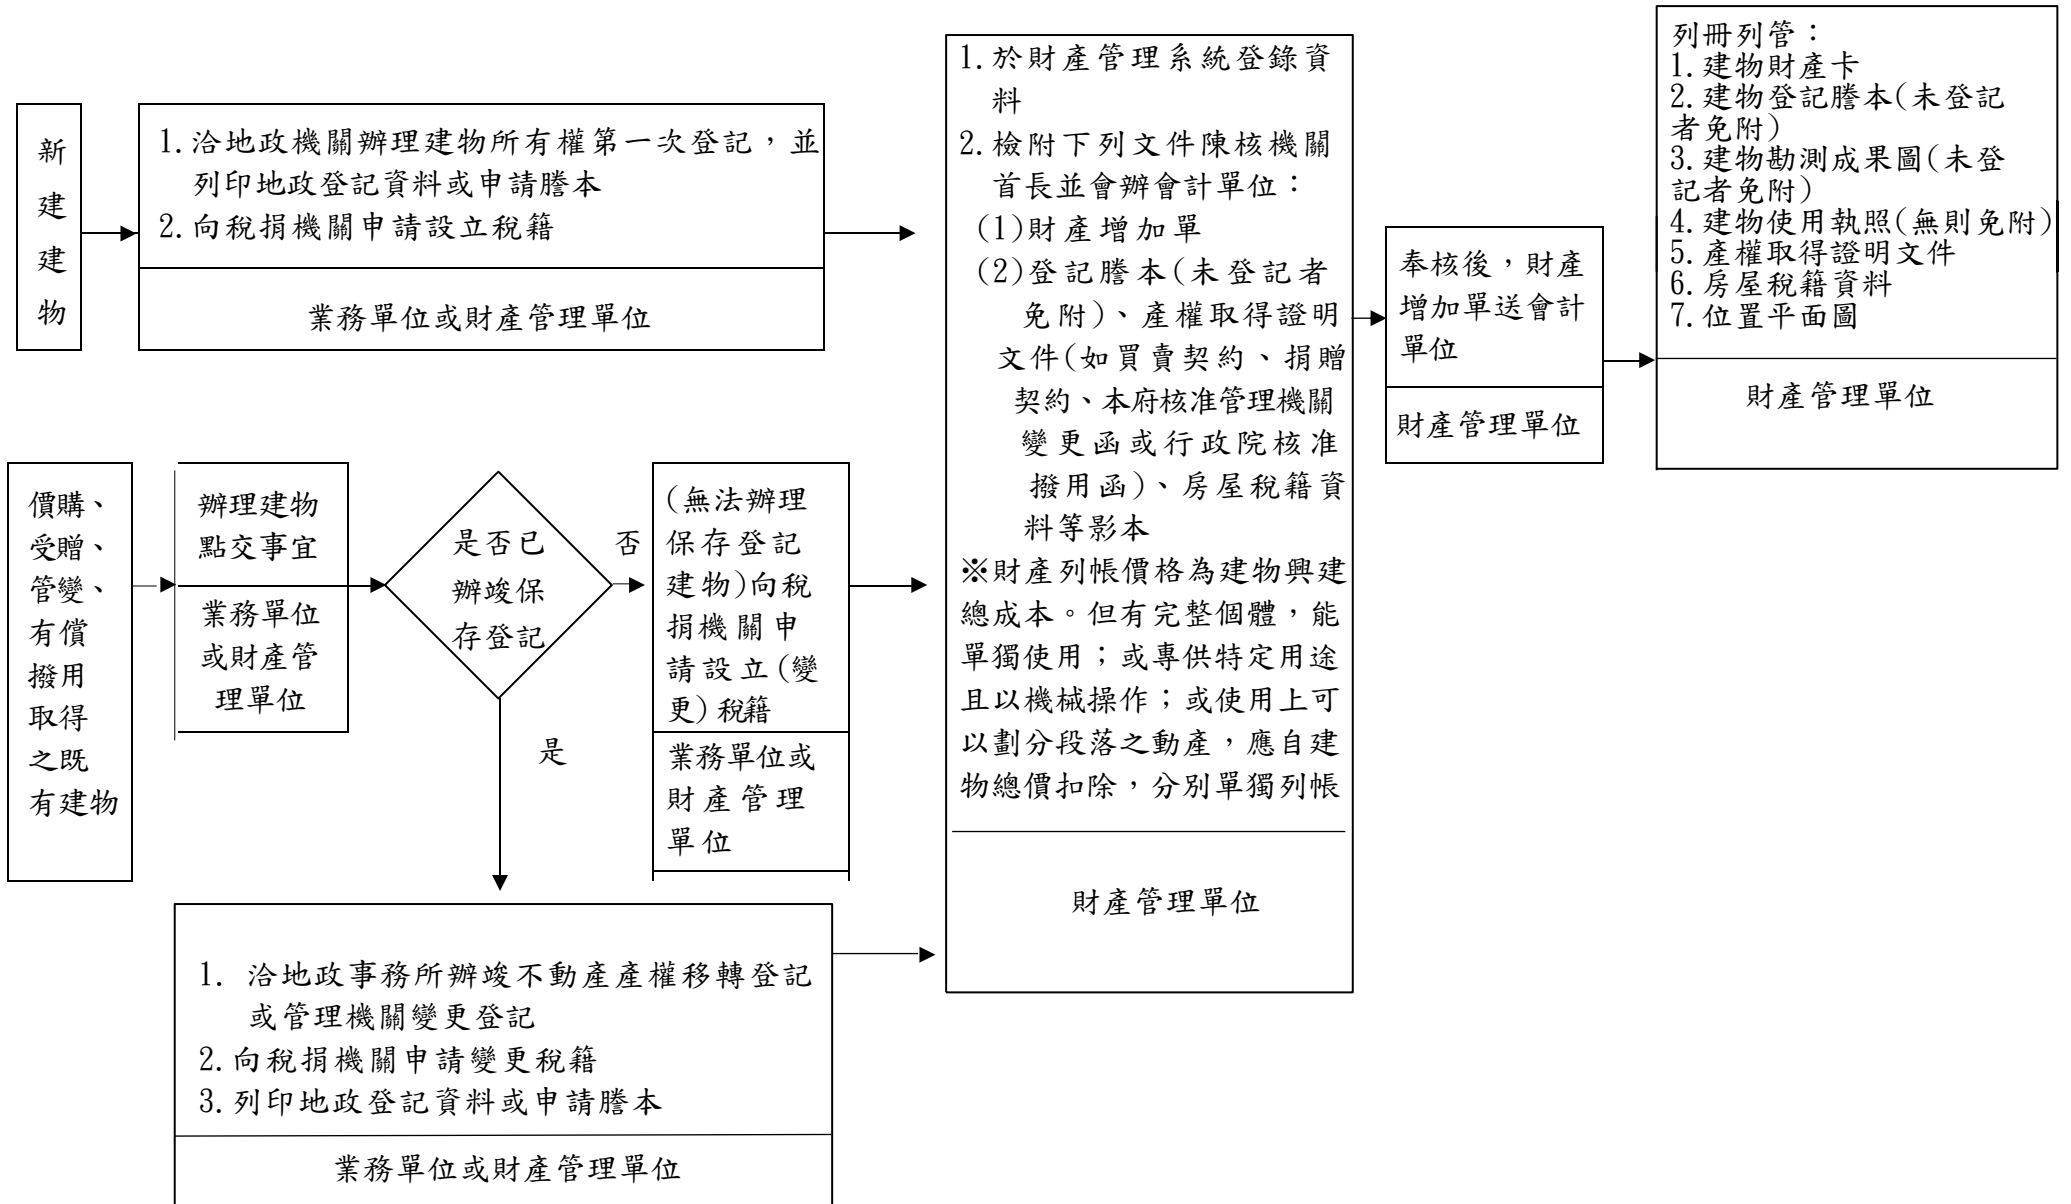 新
建
建
物
1.洽地政機關辦理建物所有權第一次登記，並
列印地政登記資料或申請謄本
2.向稅捐機關申請設立稅籍
業務單位或財產管理單位
價購、
受贈、
管變、
有償
撥用
取得
之既
有建物
辦理建物
點交事宜
業務單位
或財產管
理單位
是否已
辦竣保
存登記
否
是
(無法辦理
保存登記
建物)向稅
捐機關申
請設立(變
更)稅籍
業務單位或
財產管理
單位
1. 洽地政事務所辦竣不動產產權移轉登記
或管理機關變更登記
2.向稅捐機關申請變更稅籍
3.列印地政登記資料或申請謄本
業務單位或財產管理單位
1.於財產管理系統登錄資
料
2.檢附下列文件陳核機關
首長並會辦會計單位：
(1)財產增加單
(2)登記謄本(未登記者
免附)、產權取得證明
文件(如買賣契約、捐贈
契約、本府核准管理機關
變更函或行政院核准
撥用函)、房屋稅籍資
料等影本
※財產列帳價格為建物興建
總成本。但有完整個體，能
單獨使用；或專供特定用途
且以機械操作；或使用上可
以劃分段落之動產，應自建
物總價扣除，分別單獨列帳
財產管理單位
奉核後，財產
增加單送會計
單位
財產管理單位
列冊列管：
1.建物財產卡
2.建物登記謄本(未登記
者免附)
3.建物勘測成果圖(未登
記者免附)
4.建物使用執照(無則免附)
5.產權取得證明文件
6.房屋稅籍資料
7.位置平面圖
財產管理單位